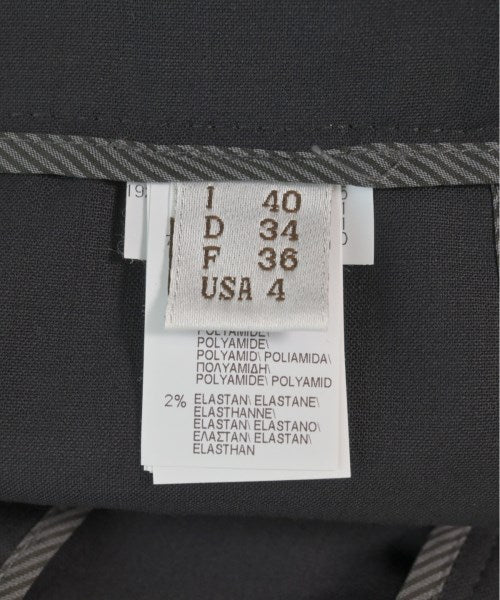 I 40
D 34
F 36
USA 4
POLYAMIDE\
POLYAMIDE\
POLYAMID\ POLIAMIDA\
ΠΟΛΥΑΜΙΔΗ\
POLYAMIDE/ POLYAMID
2% ELASTAN\ ELASTANE\
ELASTHANNE\
ELASTAN\ ELASTANO\
ΕΛΑΣΤΑΝ\ ELASTAN\
ELASTHAN